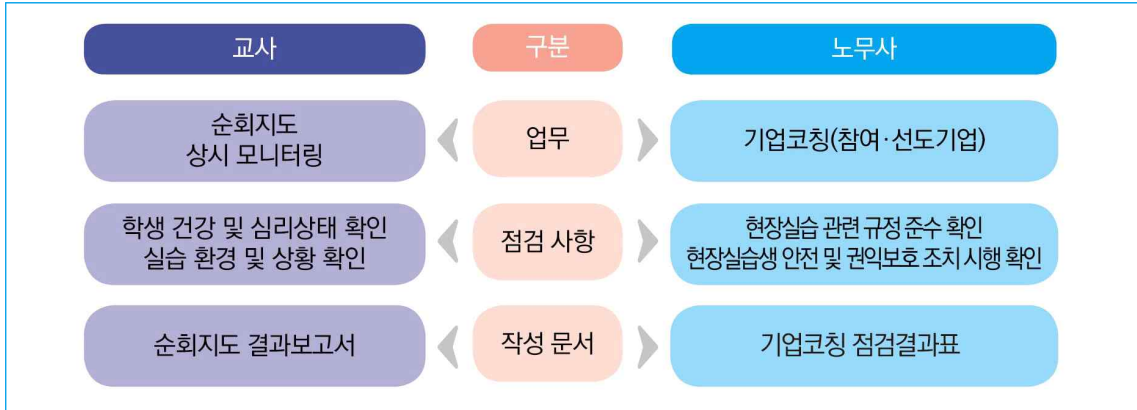 교사 구분 노무사
순회지도
상시 모니터링
업무
기업코칭(참여·선도기업)
학생 건강 및 심리상태 확인
실습 환경 및 상황 확인
점검 사항
현장실습 관련 규정 준수 확인
현장실습생 안전 및 권익보호 조치 시행 확인
순회지도 결과보고서
작성 문서
기업코칭 점검결과표